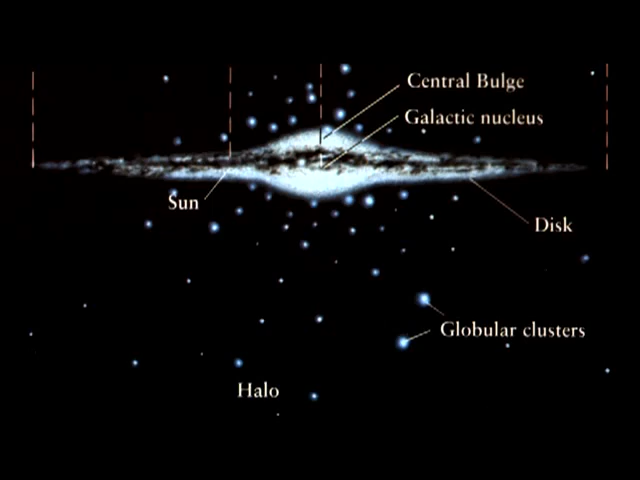 Central Bulge
Galactic nucleus
Sun
Disk
Globular clusters
Halo